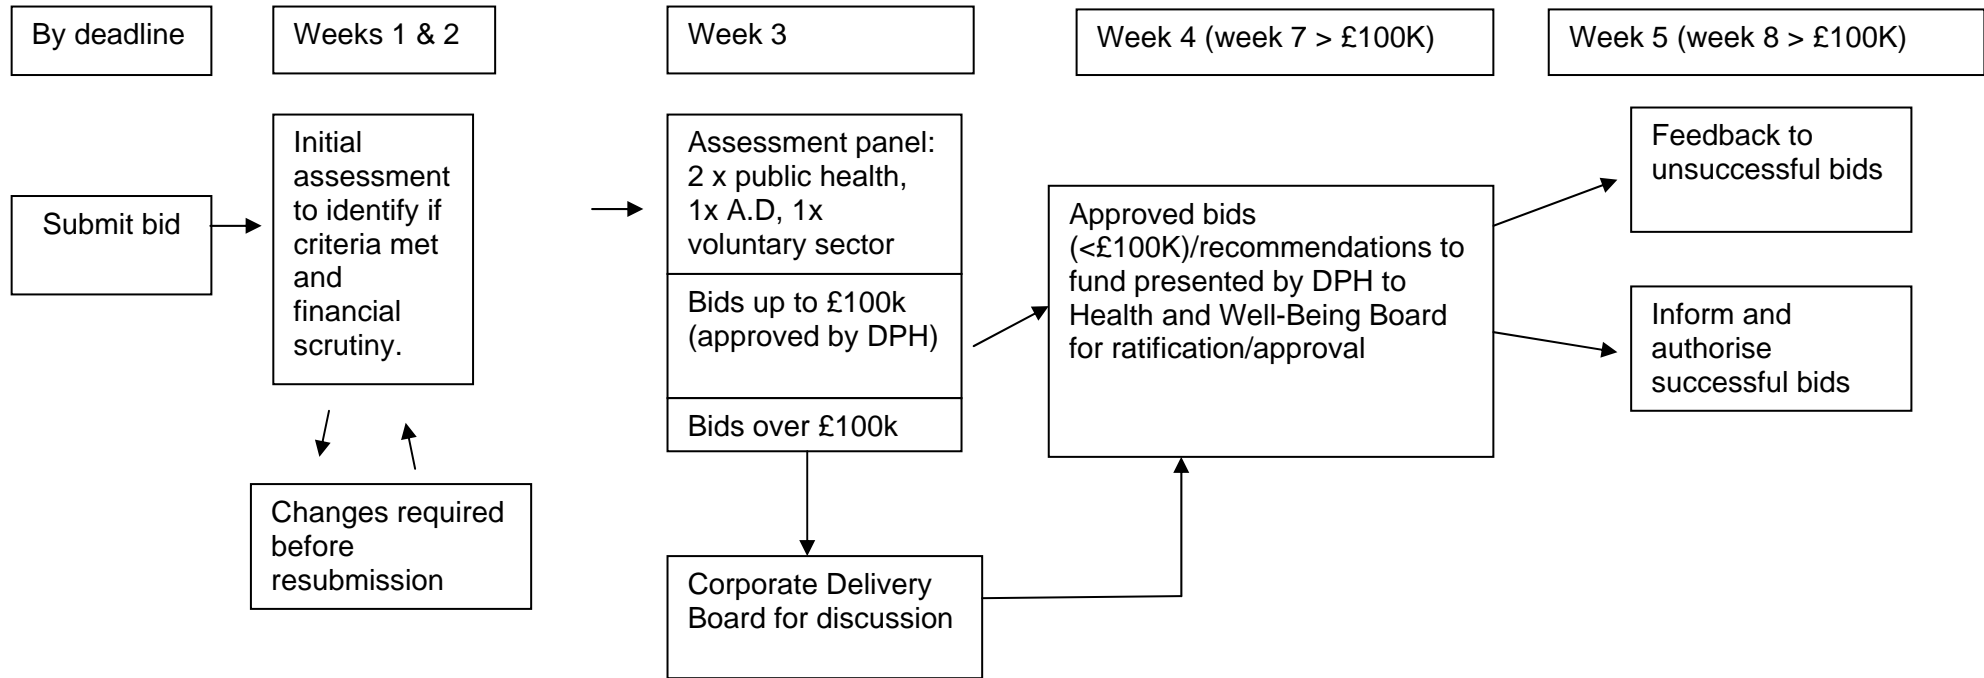 By deadline
Weeks 1 & 2
Week 3
Week 4 (week 7 > £100K)
Week 5 (week 8 > £100K)
Submit bid
Initial
assessment
to identify if
criteria met
and
financial
scrutiny.
Changes required
before
resubmission
Assessment panel:
2 x public health,
1x A.D, 1x
voluntary sector
Bids up to £100k
(approved by DPH)
Bids over £100k
Corporate Delivery
Board for discussion
Approved bids
(<£100K)/recommendations to
fund presented by DPH to
Health and Well-Being Board
for ratification/approval
Feedback to
unsuccessful bids
Inform and
authorise
successful bids